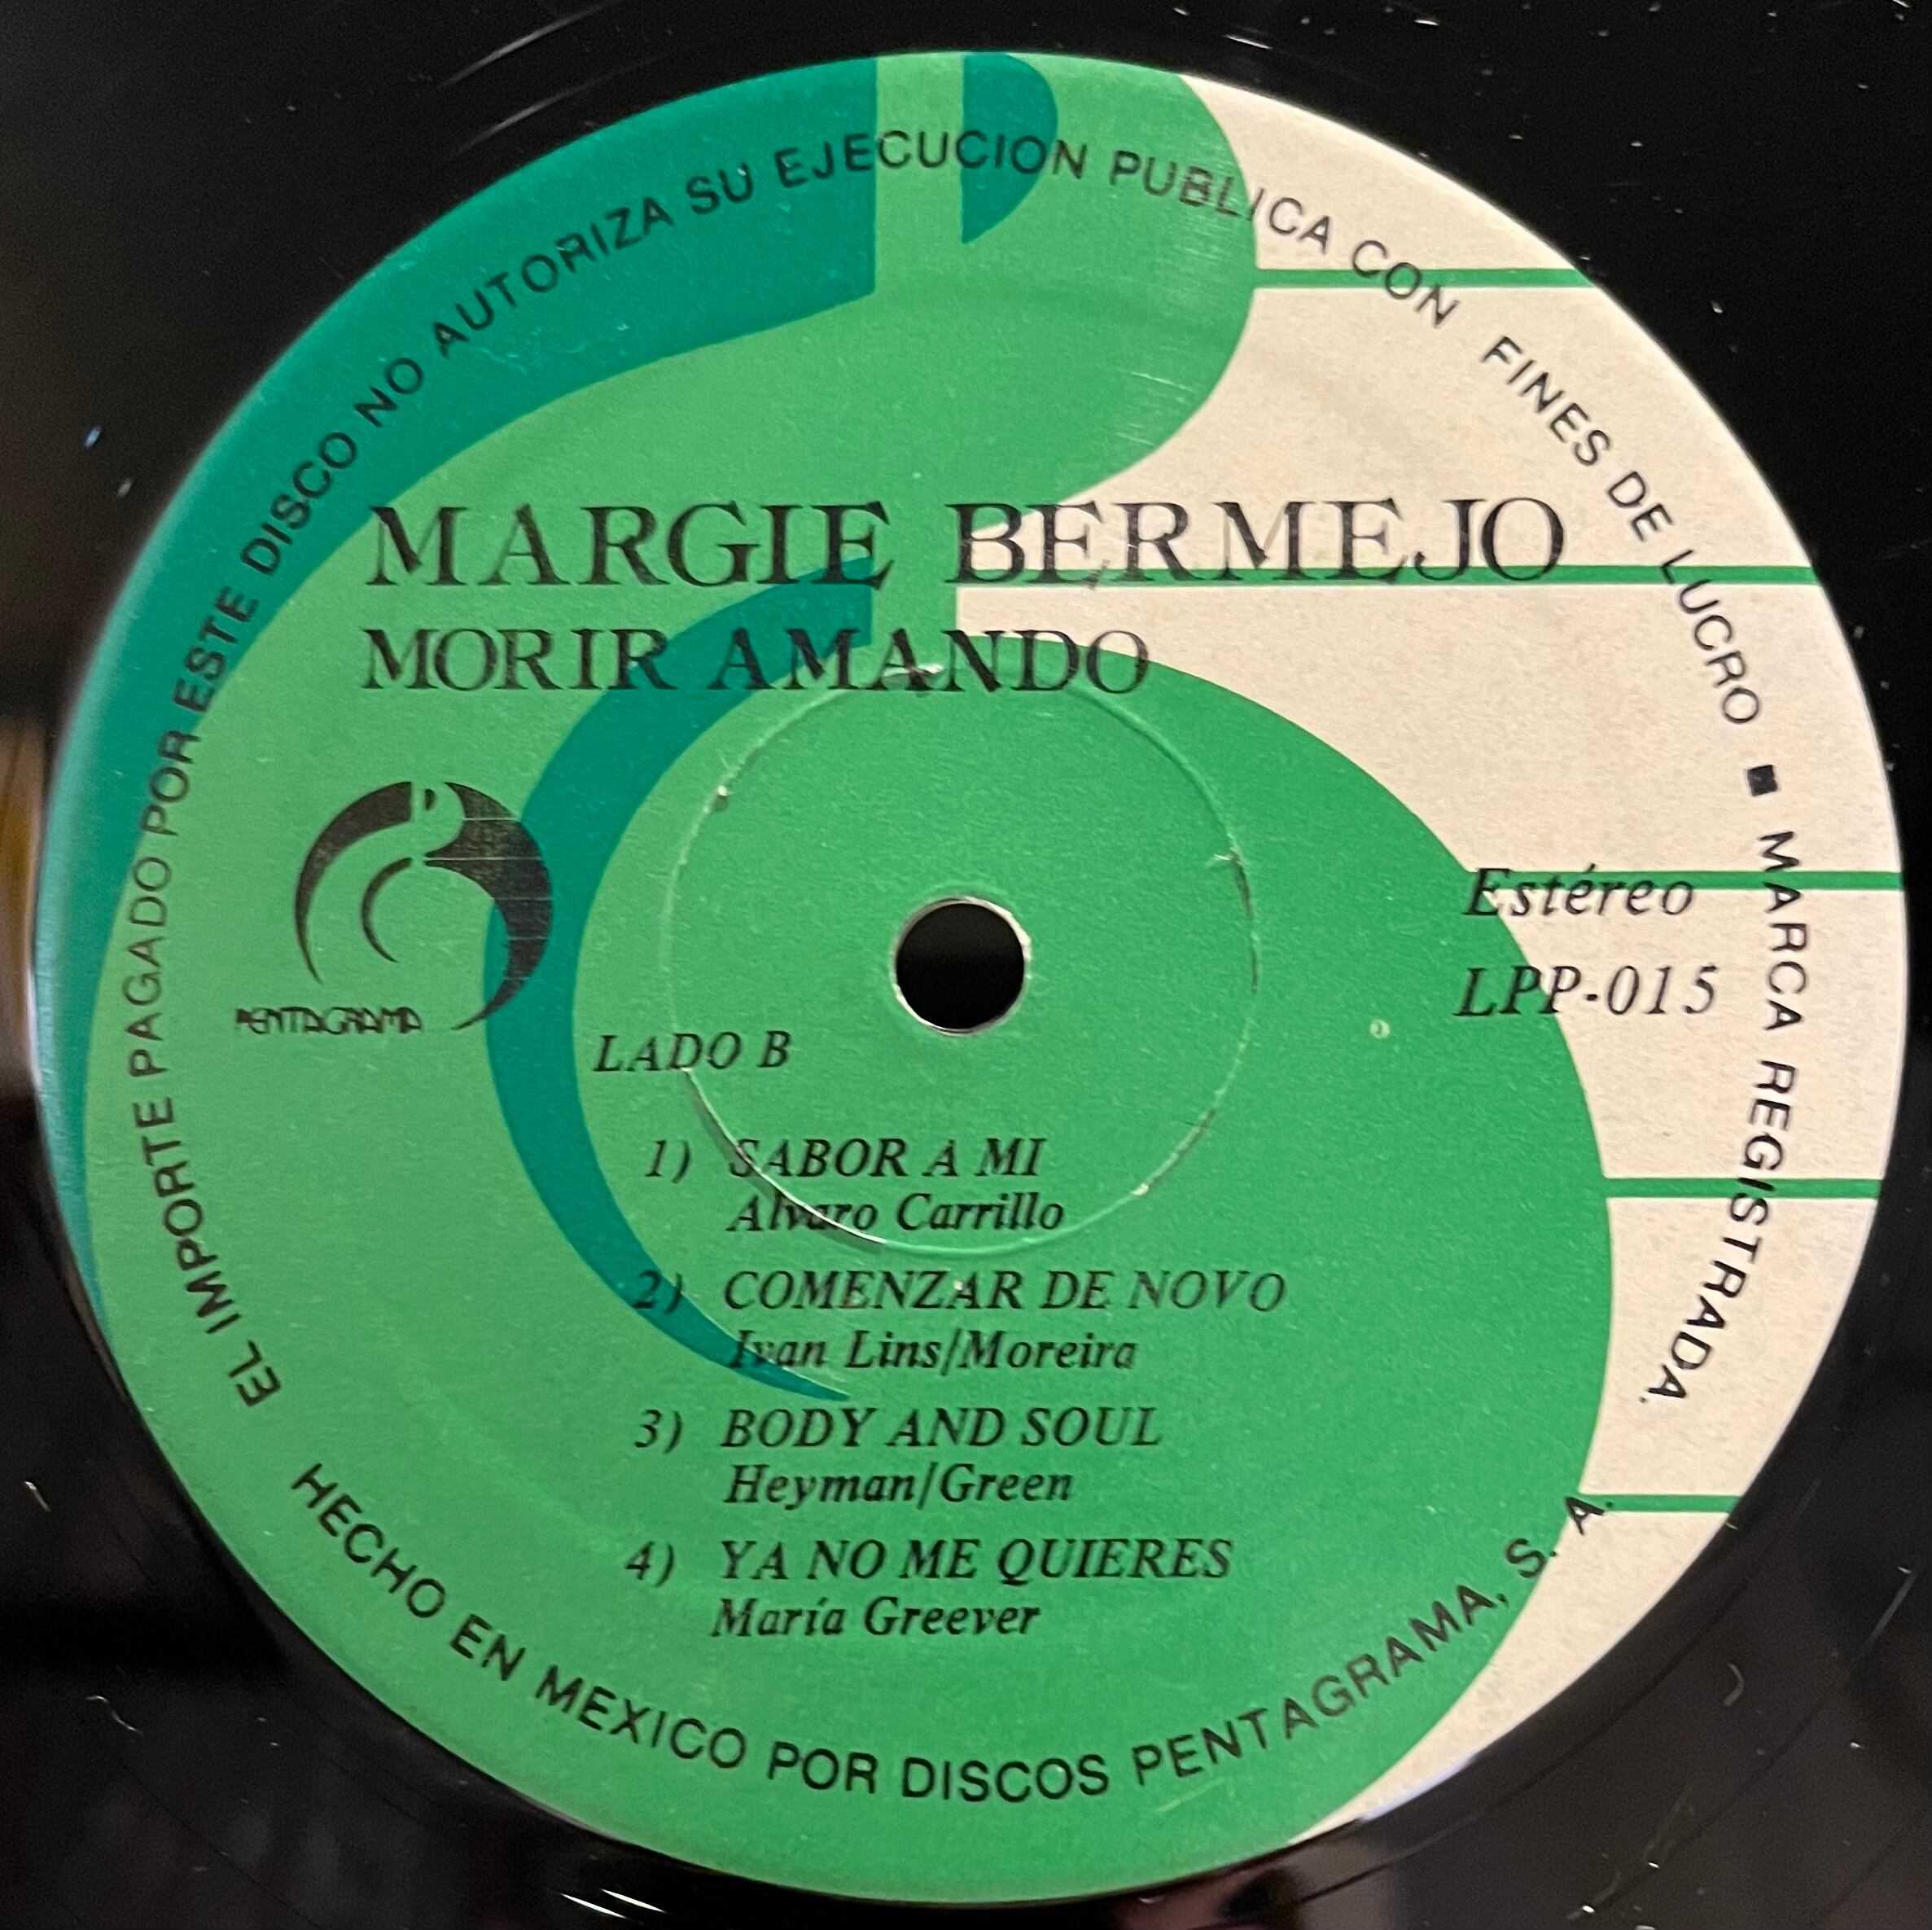 EL IMPORTE PAGADO POR ESTE DISCO NO AUTORIZA SU EJECUCION PUBLICA CON FINES DE LUCRO ■ MARCA REGISTRADA.
MARGIE BERMEJO
MORIR AMANDO
PENTAGRAMA
Estéreo
LPP-015
LADO B
1) SABOR A MI
Alvaro Carrillo
2) COMENZAR DE NOVO
Ivan Lins/Moreira
3) BODY AND SOUL
Heyman/Green
4) YA NO ME QUIERES
María Greever
HECHO EN MEXICO POR DISCOS PENTAGRAMA, S. A.